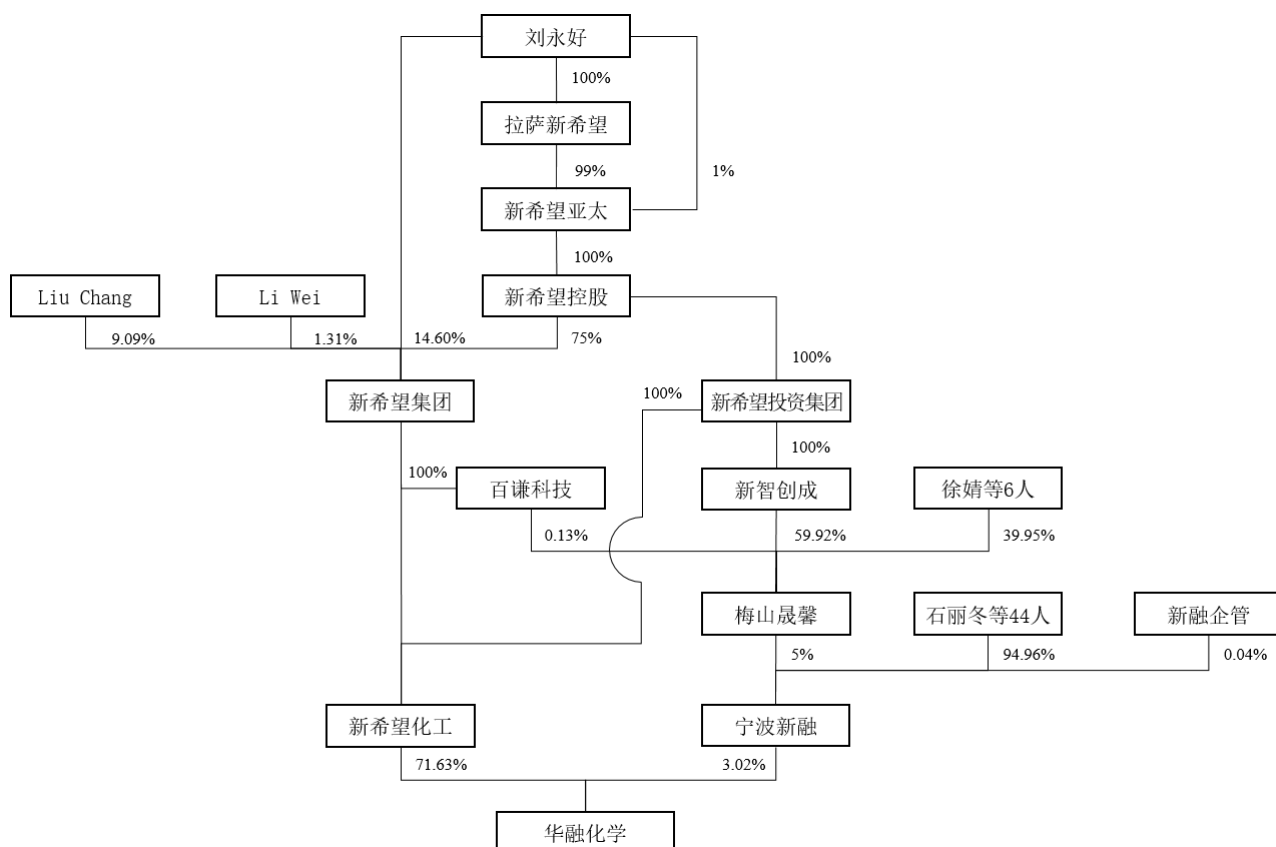 刘永好
100%
拉萨新希望
99%
1%
新希望亚太
100%
Liu Chang
Li Wei
新希望控股
9.09%
1.31%
14.60%
75%
100%
新希望集团
100%
新希望投资集团
100%
100%
百谦科技
新智创成
徐婧等6人
0.13%
59.92%
39.95%
梅山晟馨
石丽冬等44人
新融企管
5%
94.96%
0.04%
新希望化工
宁波新融
71.63%
3.02%
华融化学